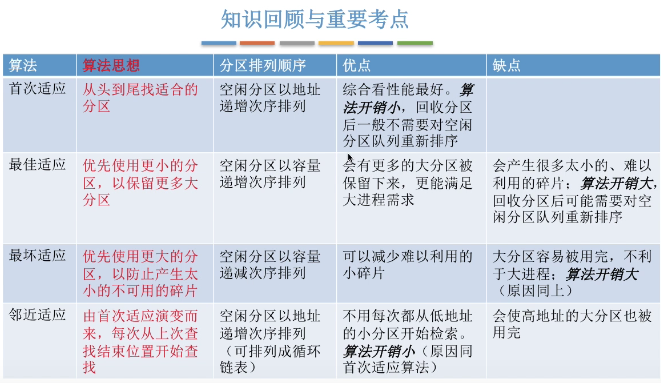 知识回顾与重要考点
算法
算法思想
分区排列顺序
优点
缺点
首次适应
从头到尾找适合的
分区
空闲分区以地址
递增次序排列
综合看性能最好。算
法开销小，回收分区
后一般不需要对空闲
分区队列重新排序
最佳适应
优先使用更小的分
区，以保留更多大
分区
空闲分区以容量
递增次序排列
会有更多的大分区被
保留下来，更能满足
大进程需求
会产生很多太小的、难以
利用的碎片；算法开销大，
回收分区后可能需要对空
闲分区队列重新排序
最坏适应
优先使用更大的分
区，以防止产生太
小的不可用的碎片
空闲分区以容量
递减次序排列
可以减少难以利用的
小碎片
大分区容易被用完，不利
于大进程；算法开销大
（原因同上）
邻近适应
由首次适应演变而
来，每次从上次查
找结束位置开始查
找
空闲分区以地址
递增次序排列
（可排列成循环
链表）
不用每次都从低地址
的小分区开始检索。
算法开销小（原因同
首次适应算法）
会使高地址的大分区也被
用完